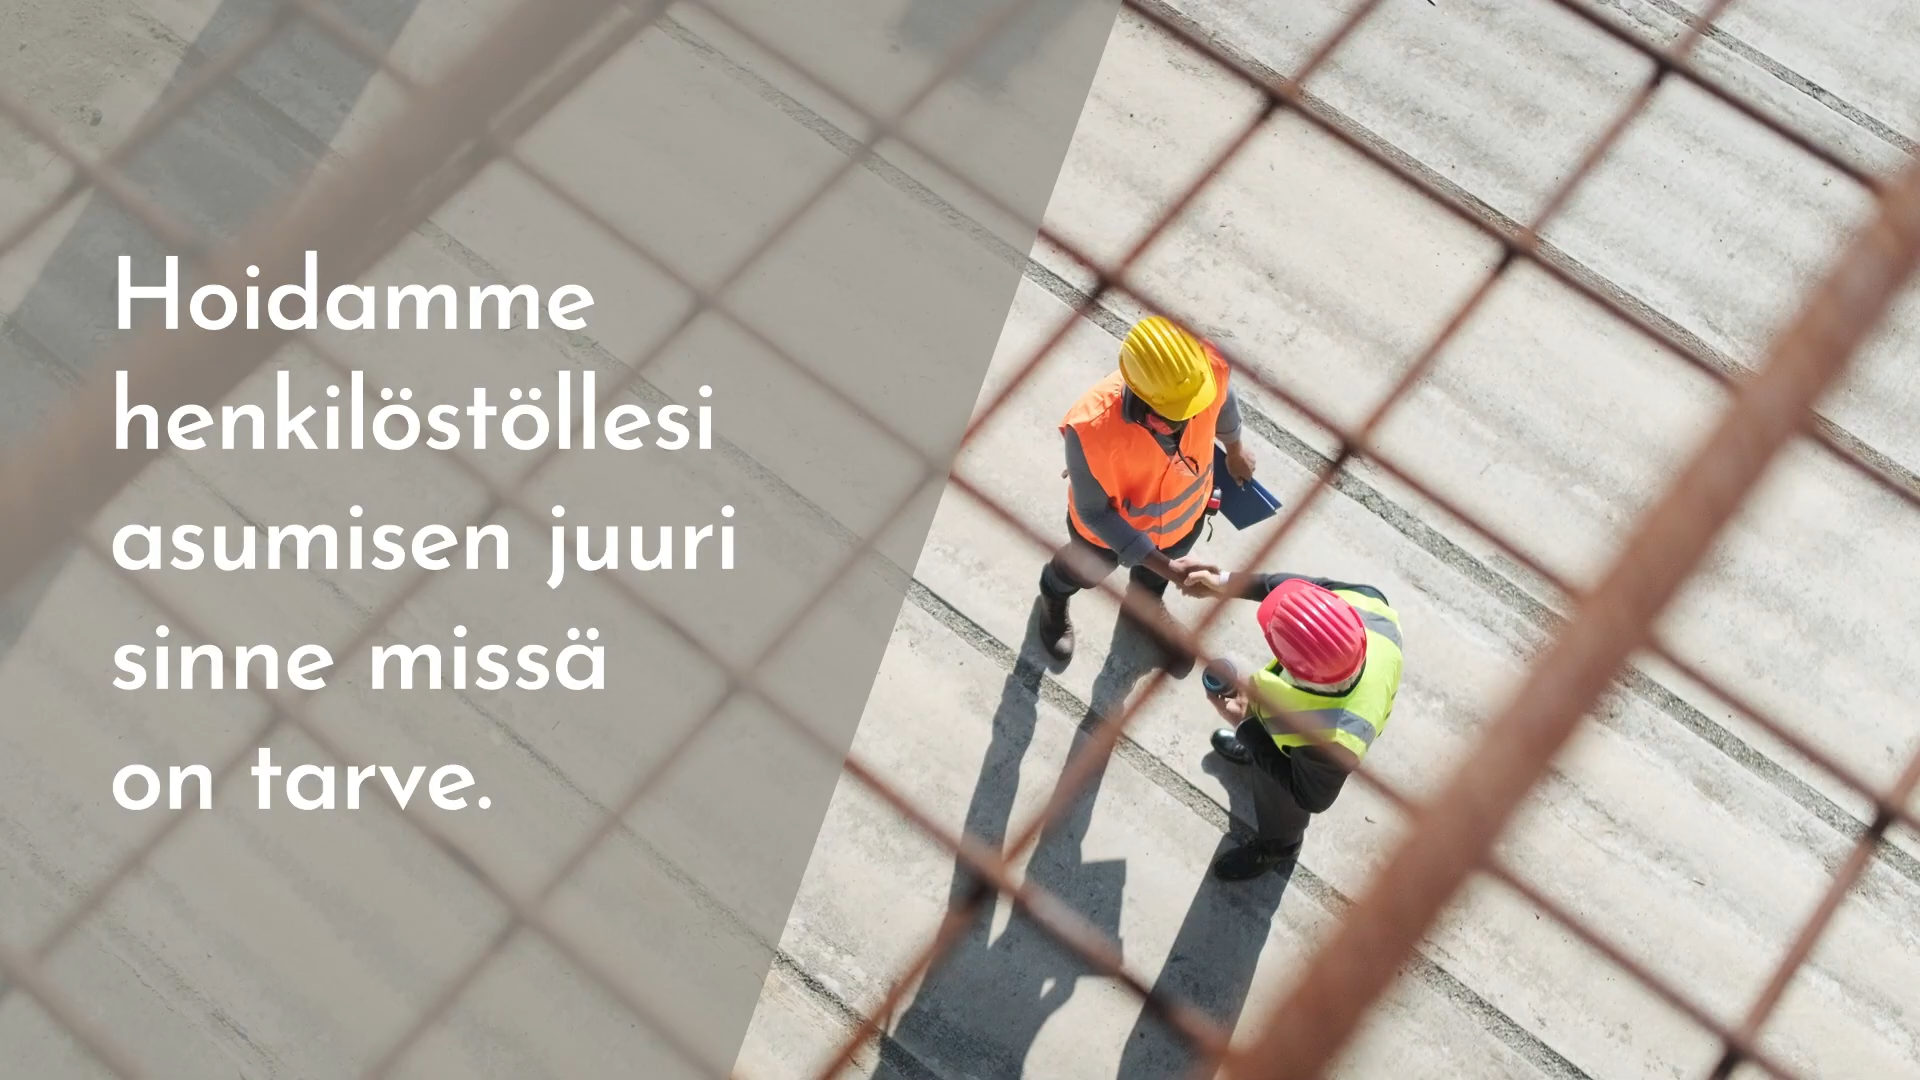 Hoidamme
henkilöstöllesi
asumisen juuri
sinne missä
on tarve.